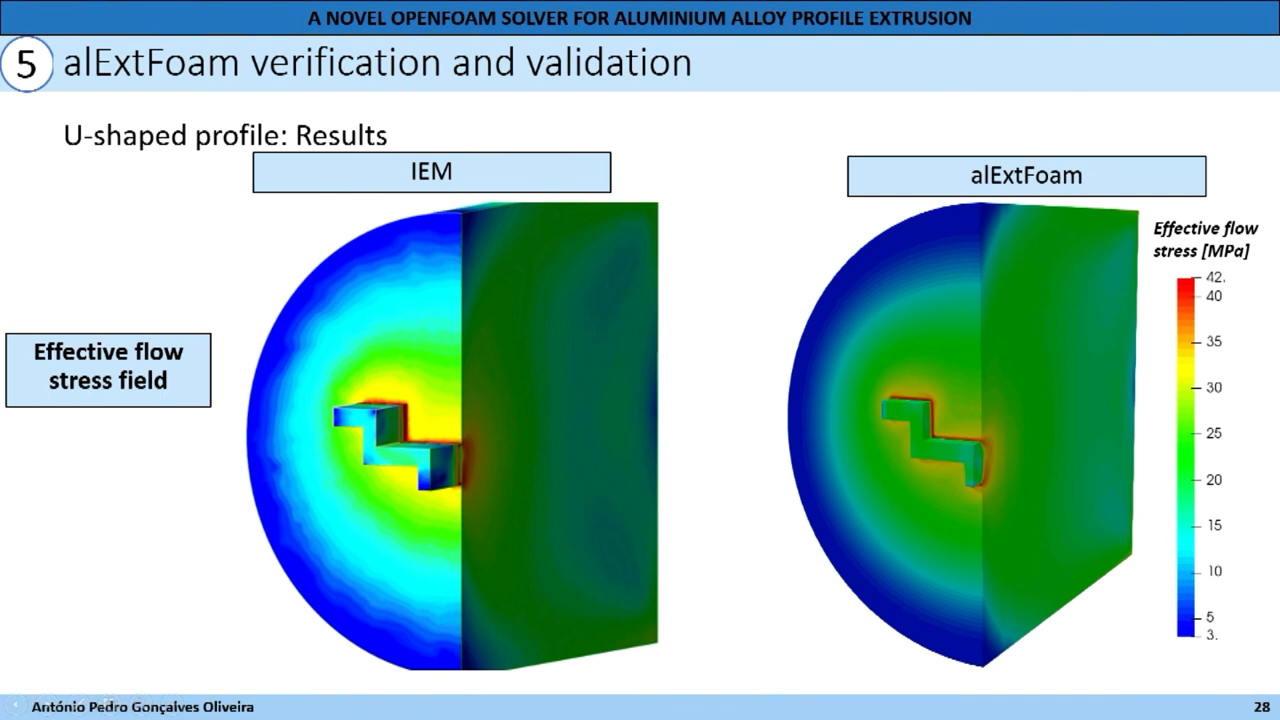 A NOVEL OPENFOAM SOLVER FOR ALUMINIUM ALLOY PROFILE EXTRUSION
5 alExtFoam verification and validation
U-shaped profile: Results
IEM
alExtFoam
Effective flow
stress [MPa]
42.
40
35
30
25
20
15
10
5
3.
Effective flow
stress field
António Pedro Gonçalves Oliveira
28